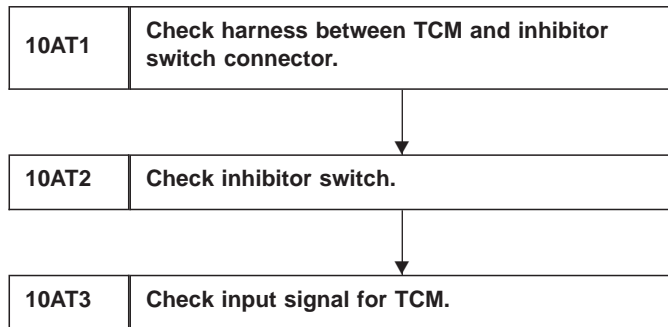 10AT1
Check harness between TCM and inhibitor
switch connector.
10AT2
Check inhibitor switch.
10AT3
Check input signal for TCM.